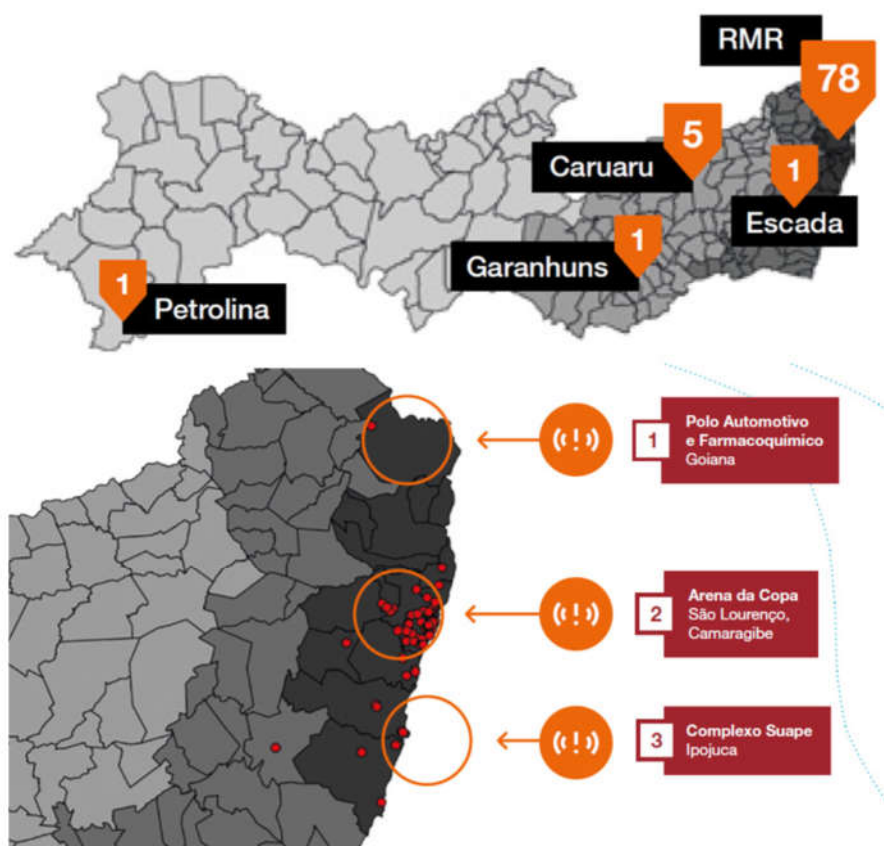 RMR
78
5
Caruaru
1
Escada
1
Garanhuns
1
Petrolina
1
Polo Automotivo
e Farmacoquímico
Goiana
2
Arena da Copa
São Lourenço,
Camaragibe
3
Complexo Suape
Ipojuca